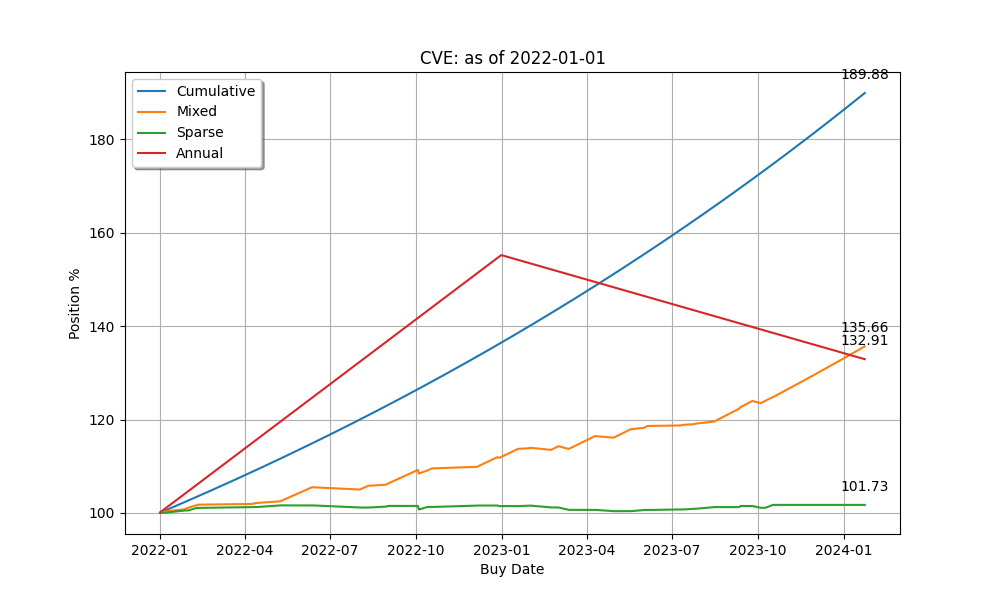 CVE: as of 2022-01-01
189.88
Cumulative
Mixed
Sparse
Annual
180
160
140
120
100
Position %
135.66
132.91
101.73
2022-01 2022-04 2022-07 2022-10 2023-01 2023-04 2023-07 2023-10 2024-01
Buy Date